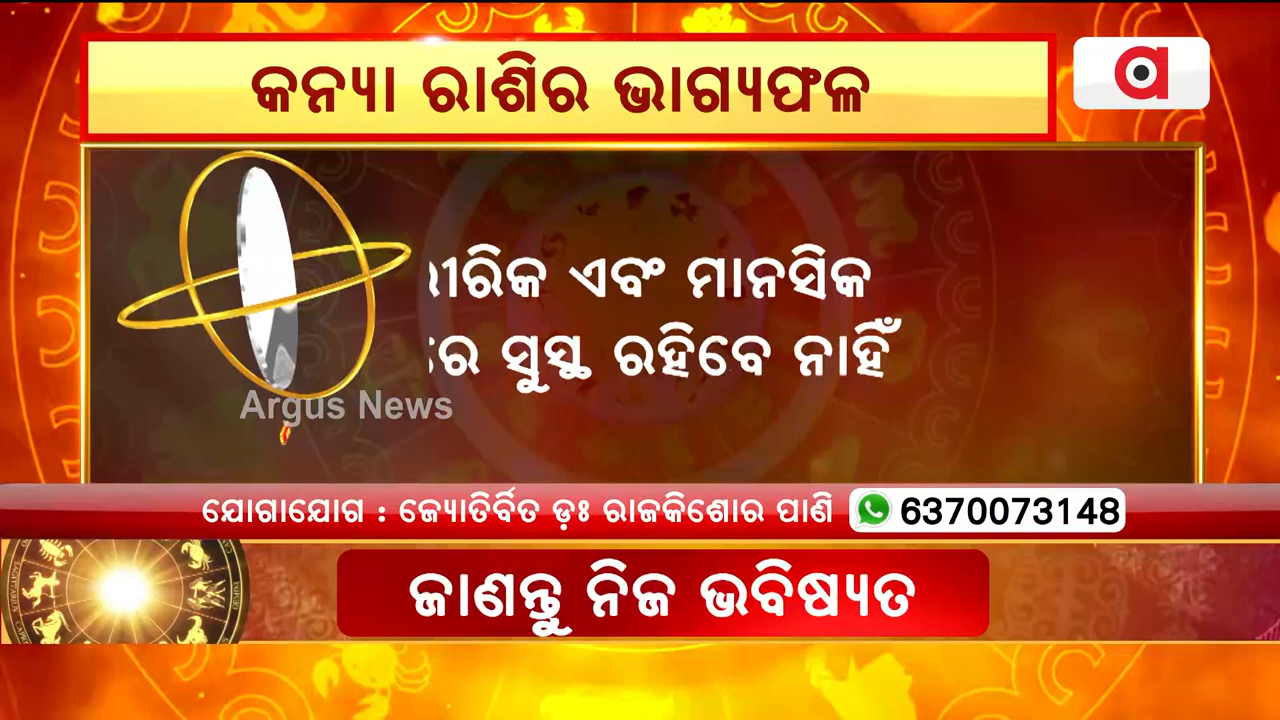 କନ୍ୟା ରାଶିର ଭାଗ୍ୟଫଳ
ଏବଂ ମାନସିକ
ସୁସ୍ଥ ରହିବେ ନାହିଁ
Argus News
ଯୋଗାଯୋଗ : ଜ୍ୟୋତିର୍ବିତ ଡ଼ଃ ରାଜକିଶୋର ପାଣି 6370073148
ଜାଣନ୍ତୁ ନିଜ ଭବିଷ୍ୟତ